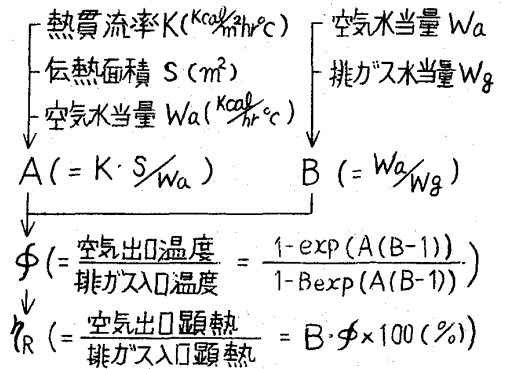 熱貫流率K(Kcal/m²hr°C)
伝熱面積 S (m²)
空気水当量 Wa(Kcal/hr°C)
空気水当量 Wa
排ガス水当量 Wg
A (= K・S/Wa)
B (= Wa/Wg)
φ (= 空気出口温度/排ガス入口温度 = 1-exp(A(B-1))/1-Bexp(A(B-1)))
ηR (= 空気出口顕熱/排ガス入口顕熱 = B・φ×100(%))